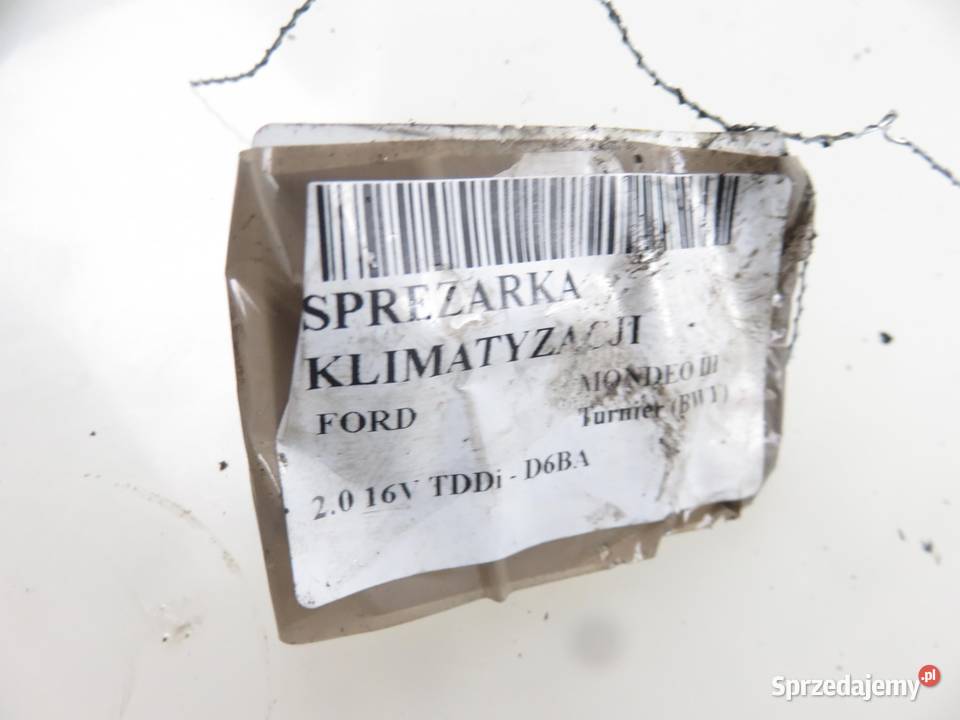 SPREZARKA
KLIMATYZACJI
FORD MONDEO III
Turnier (BWY)
2.0 16V TDDi - D6BA
Sprzedajemy.pl